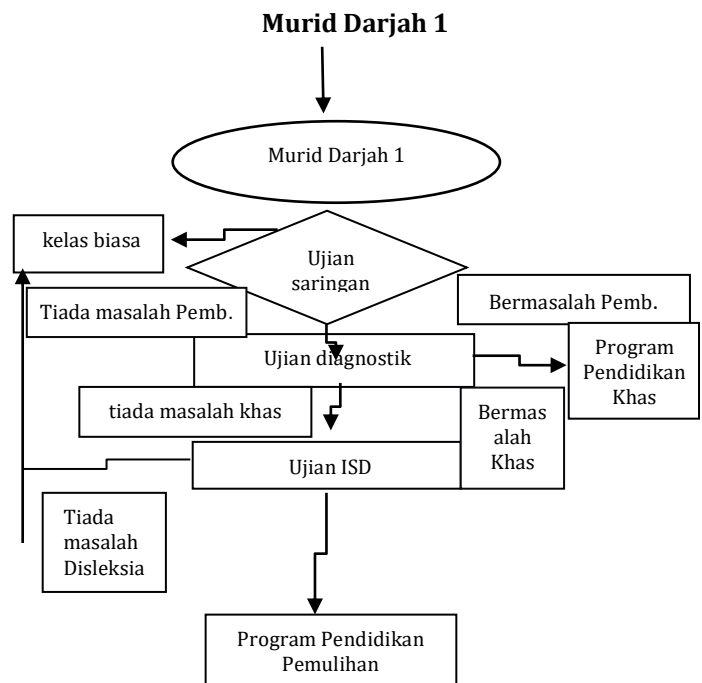 Murid Darjah 1
Murid Darjah 1
kelas biasa
Ujian
saringan
Tiada masalah Pemb.
Bermasalah Pemb.
Ujian diagnostik
Program
Pendidikan
Khas
tiada masalah khas
Bermas
alah
Khas
Ujian ISD
Tiada
masalah
Disleksia
Program Pendidikan
Pemulihan